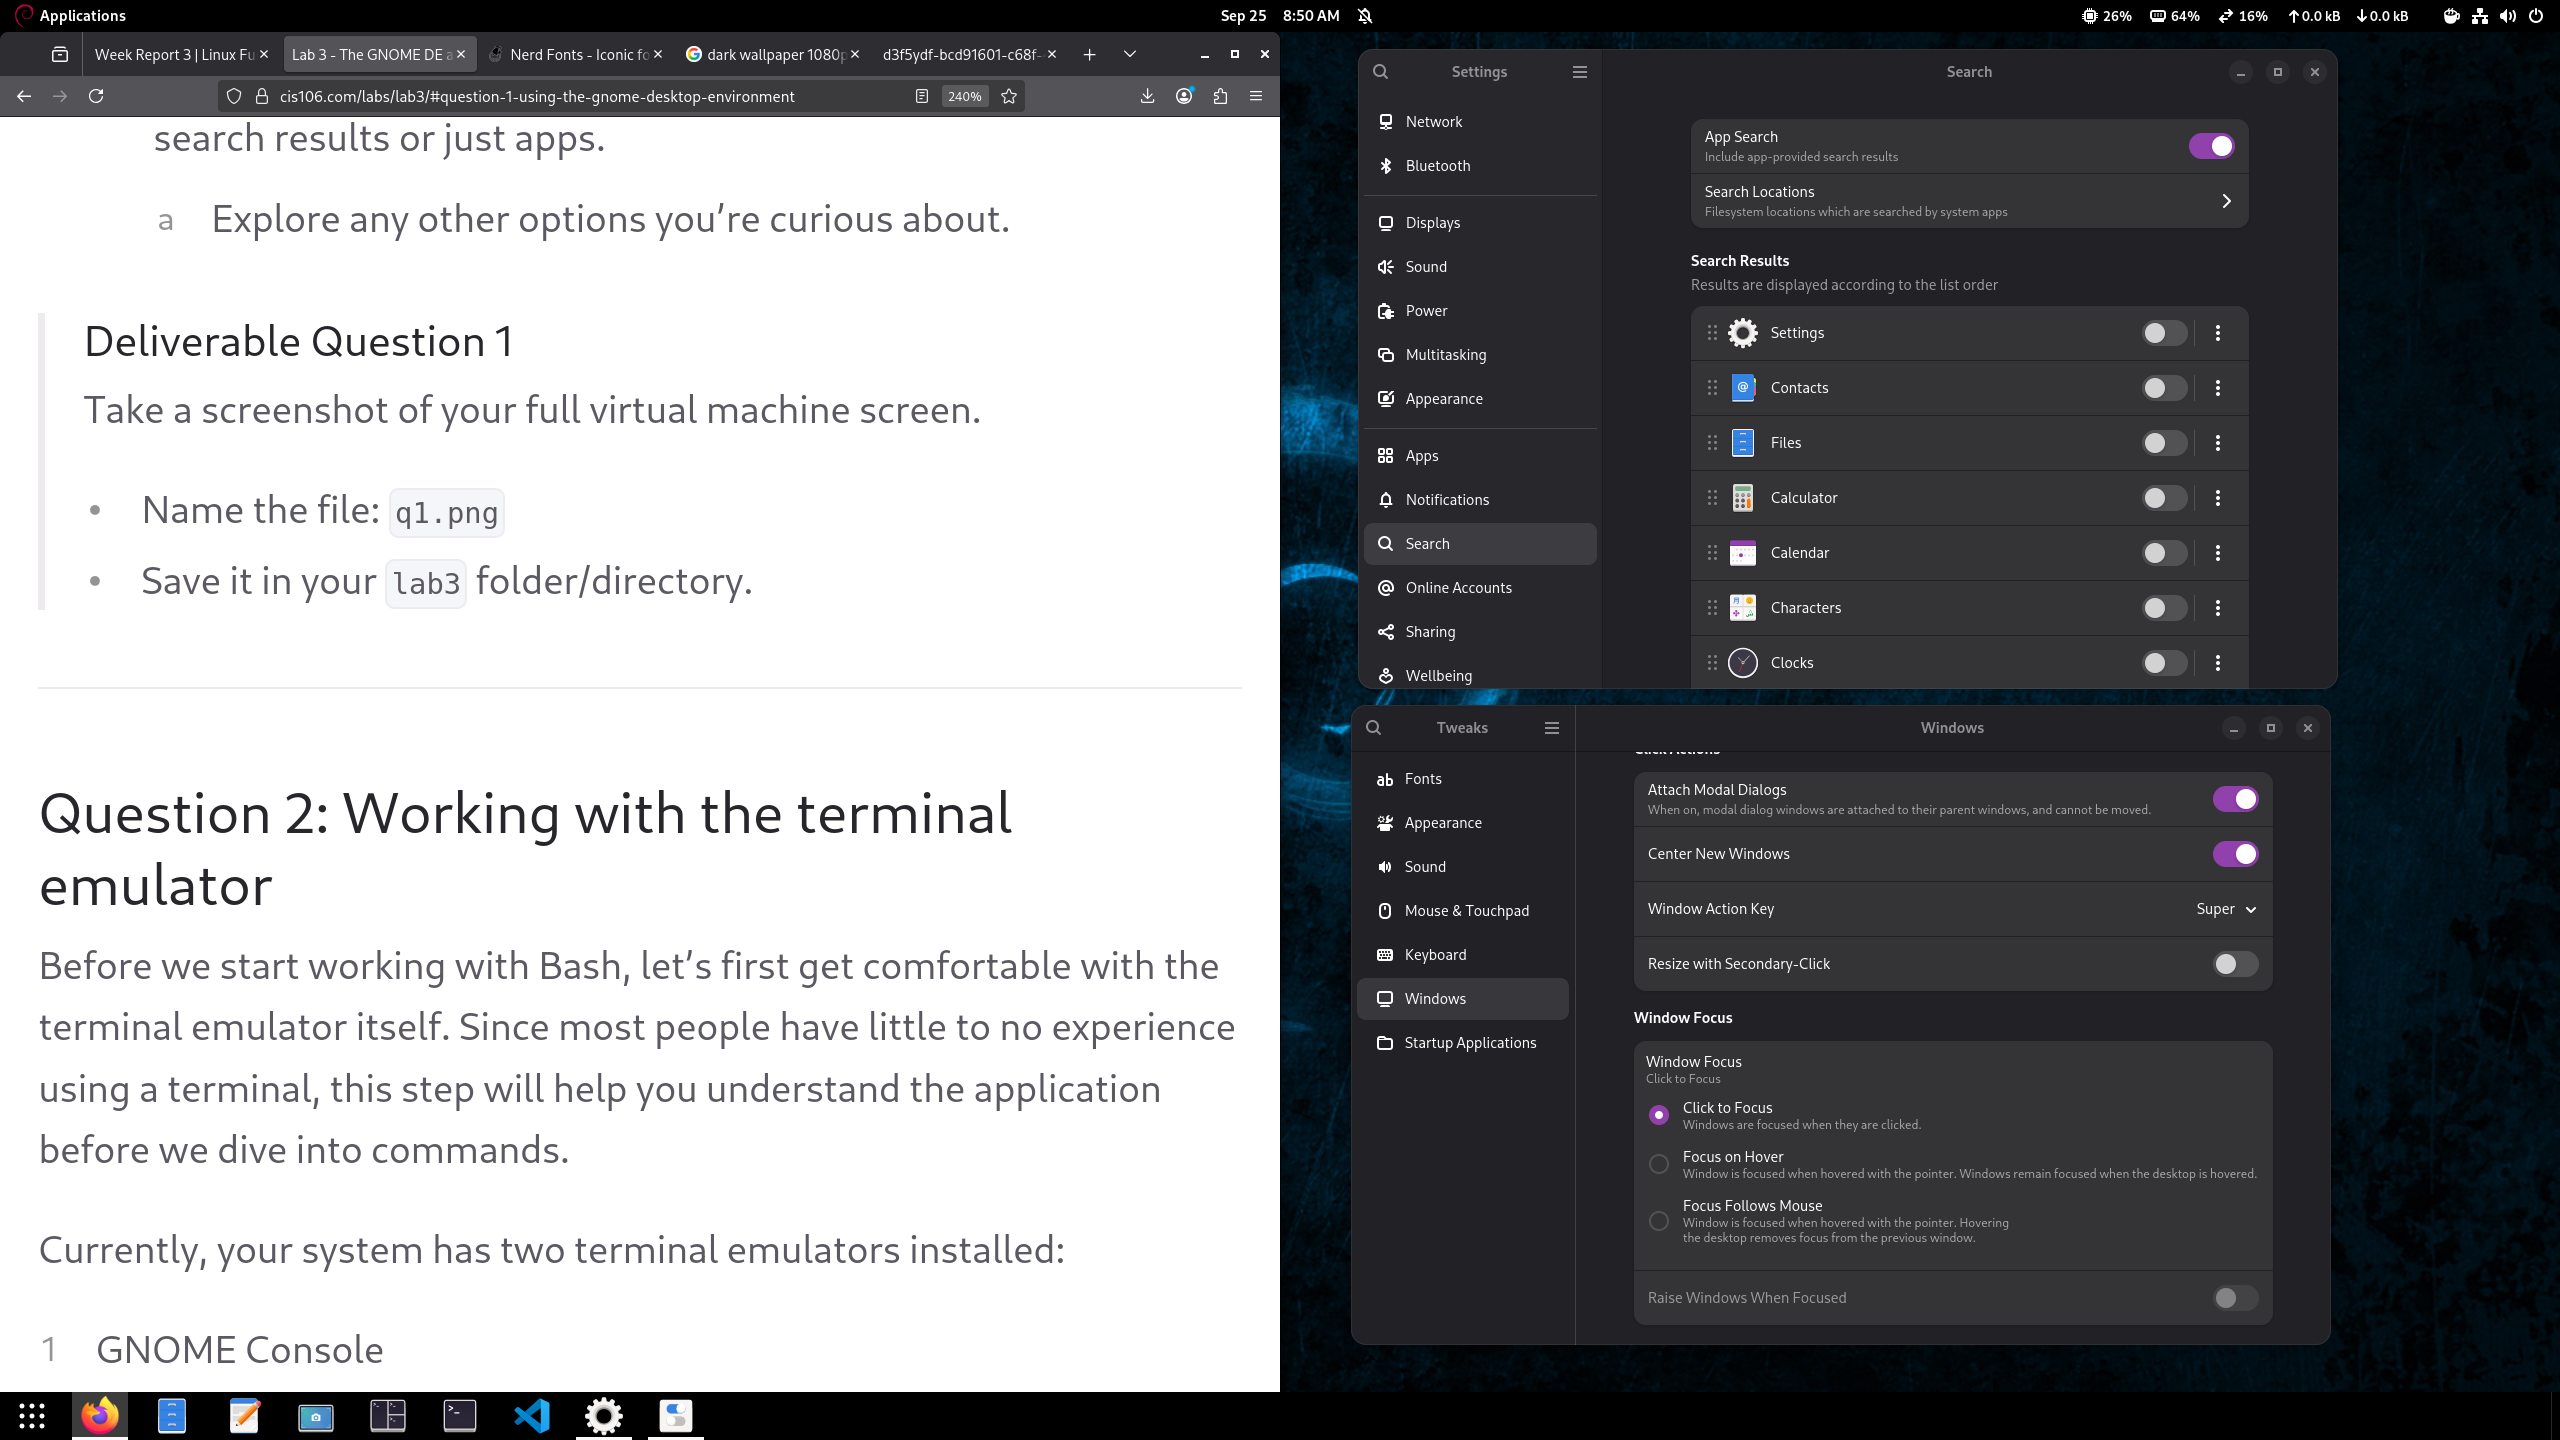 Applications
Sep 25 8:50 AM
26% 64% 16% 0.0 kB 0.0 kB
Week Report 3 | Linux Fu
Lab 3 - The GNOME DE a
Nerd Fonts - Iconic fo
dark wallpaper 1080p
d3f5ydf-bcd91601-c68f-
cis106.com/labs/lab3/#question-1-using-the-gnome-desktop-environment
240%
search results or just apps.
a Explore any other options you’re curious about.
Deliverable Question 1
Take a screenshot of your full virtual machine screen.
• Name the file: q1.png
• Save it in your lab3 folder/directory.
Question 2: Working with the terminal
emulator
Before we start working with Bash, let’s first get comfortable with the
terminal emulator itself. Since most people have little to no experience
using a terminal, this step will help you understand the application
before we dive into commands.
Currently, your system has two terminal emulators installed:
1 GNOME Console
Settings
Network
Bluetooth
Displays
Sound
Power
Multitasking
Appearance
Apps
Notifications
Search
Online Accounts
Sharing
Wellbeing
Search
App Search
Include app-provided search results
Search Locations
Filesystem locations which are searched by system apps
Search Results
Results are displayed according to the list order
Settings
Contacts
Files
Calculator
Calendar
Characters
Clocks
Tweaks
Fonts
Appearance
Sound
Mouse & Touchpad
Keyboard
Windows
Startup Applications
Windows
Click Actions
Attach Modal Dialogs
When on, modal dialog windows are attached to their parent windows, and cannot be moved.
Center New Windows
Window Action Key Super
Resize with Secondary-Click
Window Focus
Window Focus
Click to Focus
Click to Focus
Windows are focused when they are clicked.
Focus on Hover
Window is focused when hovered with the pointer. Windows remain focused when the desktop is hovered.
Focus Follows Mouse
Window is focused when hovered with the pointer. Hovering
the desktop removes focus from the previous window.
Raise Windows When Focused